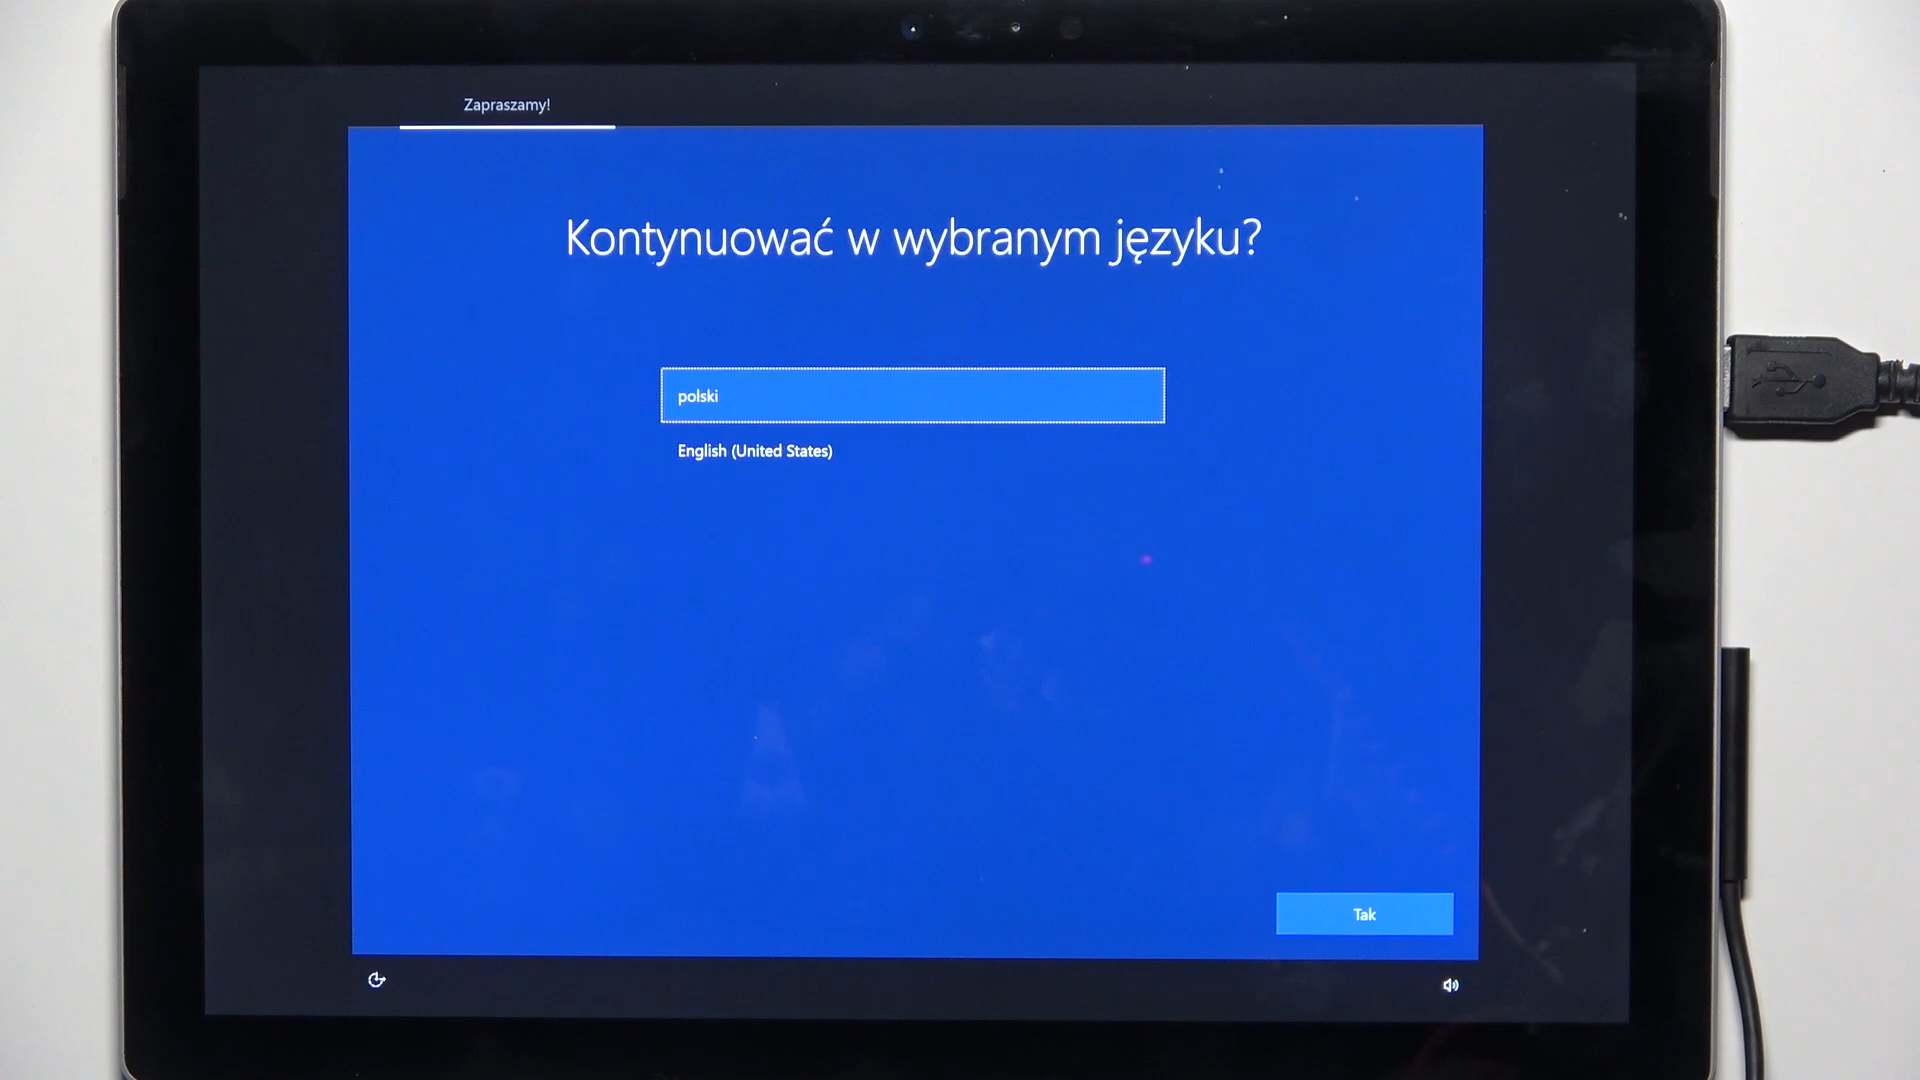 Zapraszamy!
Kontynuować w wybranym języku?
polski
English (United States)
Tak